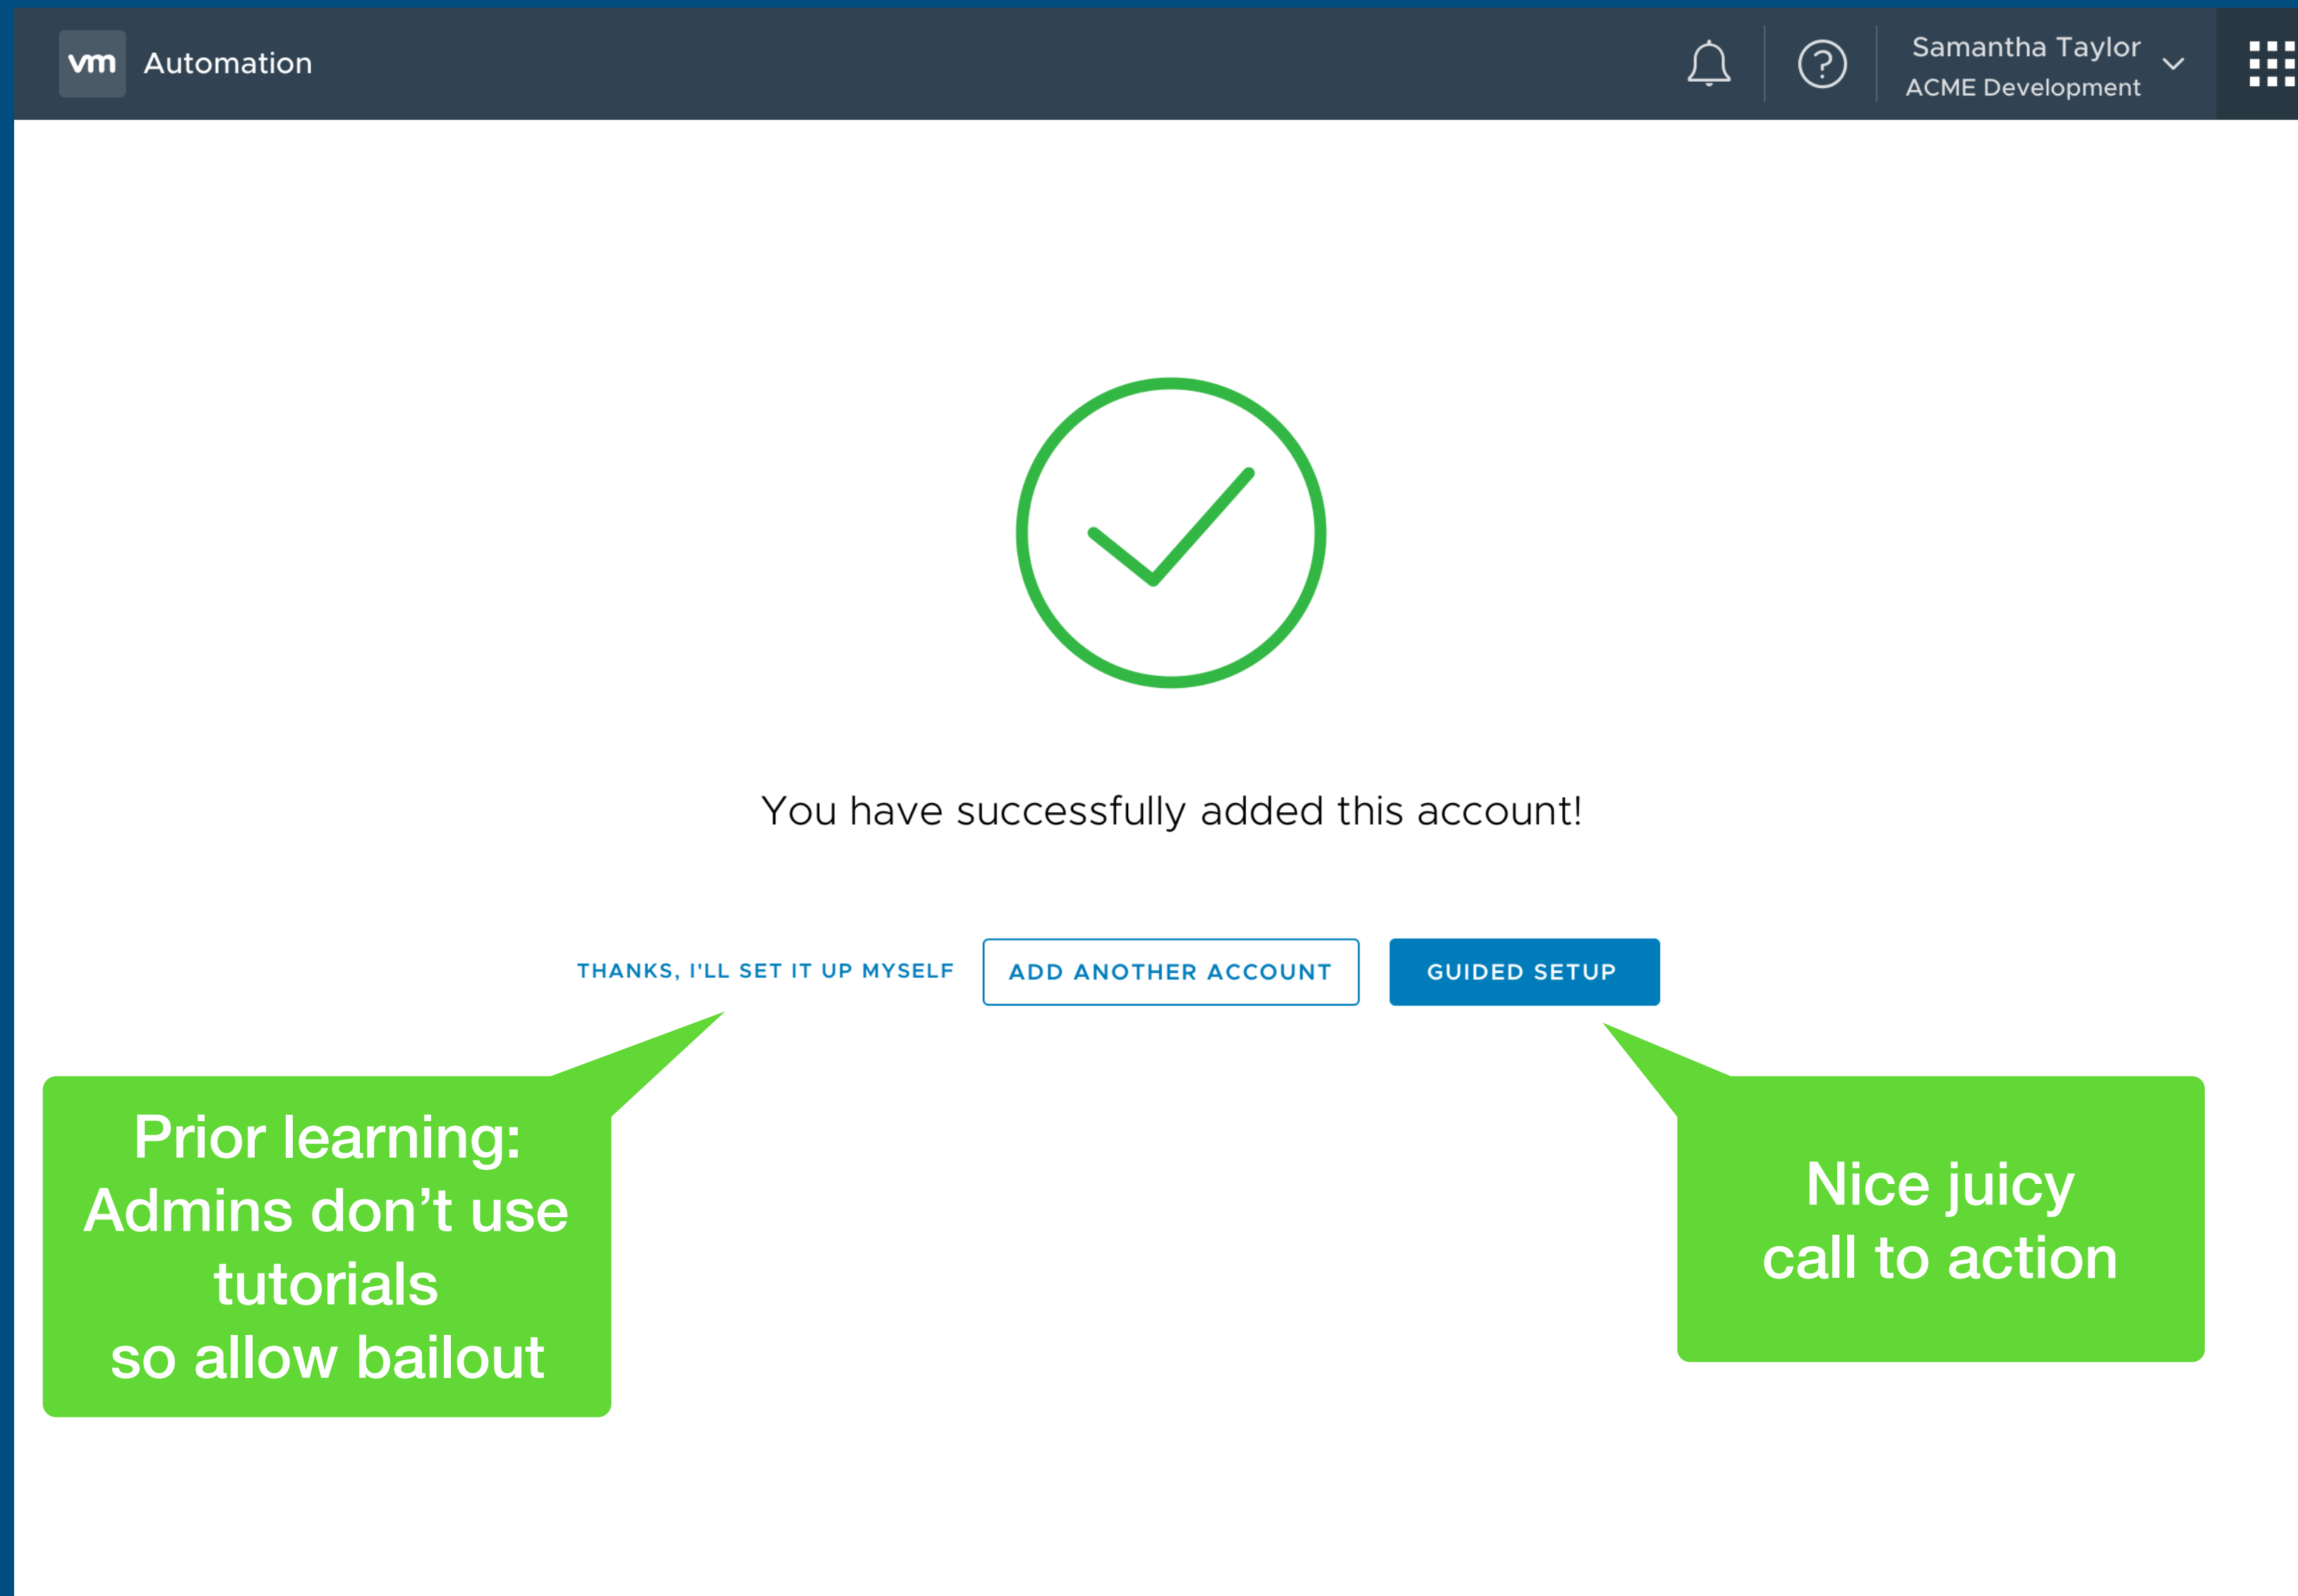 vm Automation
?
Samantha Taylor
ACME Development
You have successfully added this account!
THANKS, I'LL SET IT UP MYSELF
ADD ANOTHER ACCOUNT
GUIDED SETUP
Prior learning:
Admins don’t use
tutorials
so allow bailout
Nice juicy
call to action